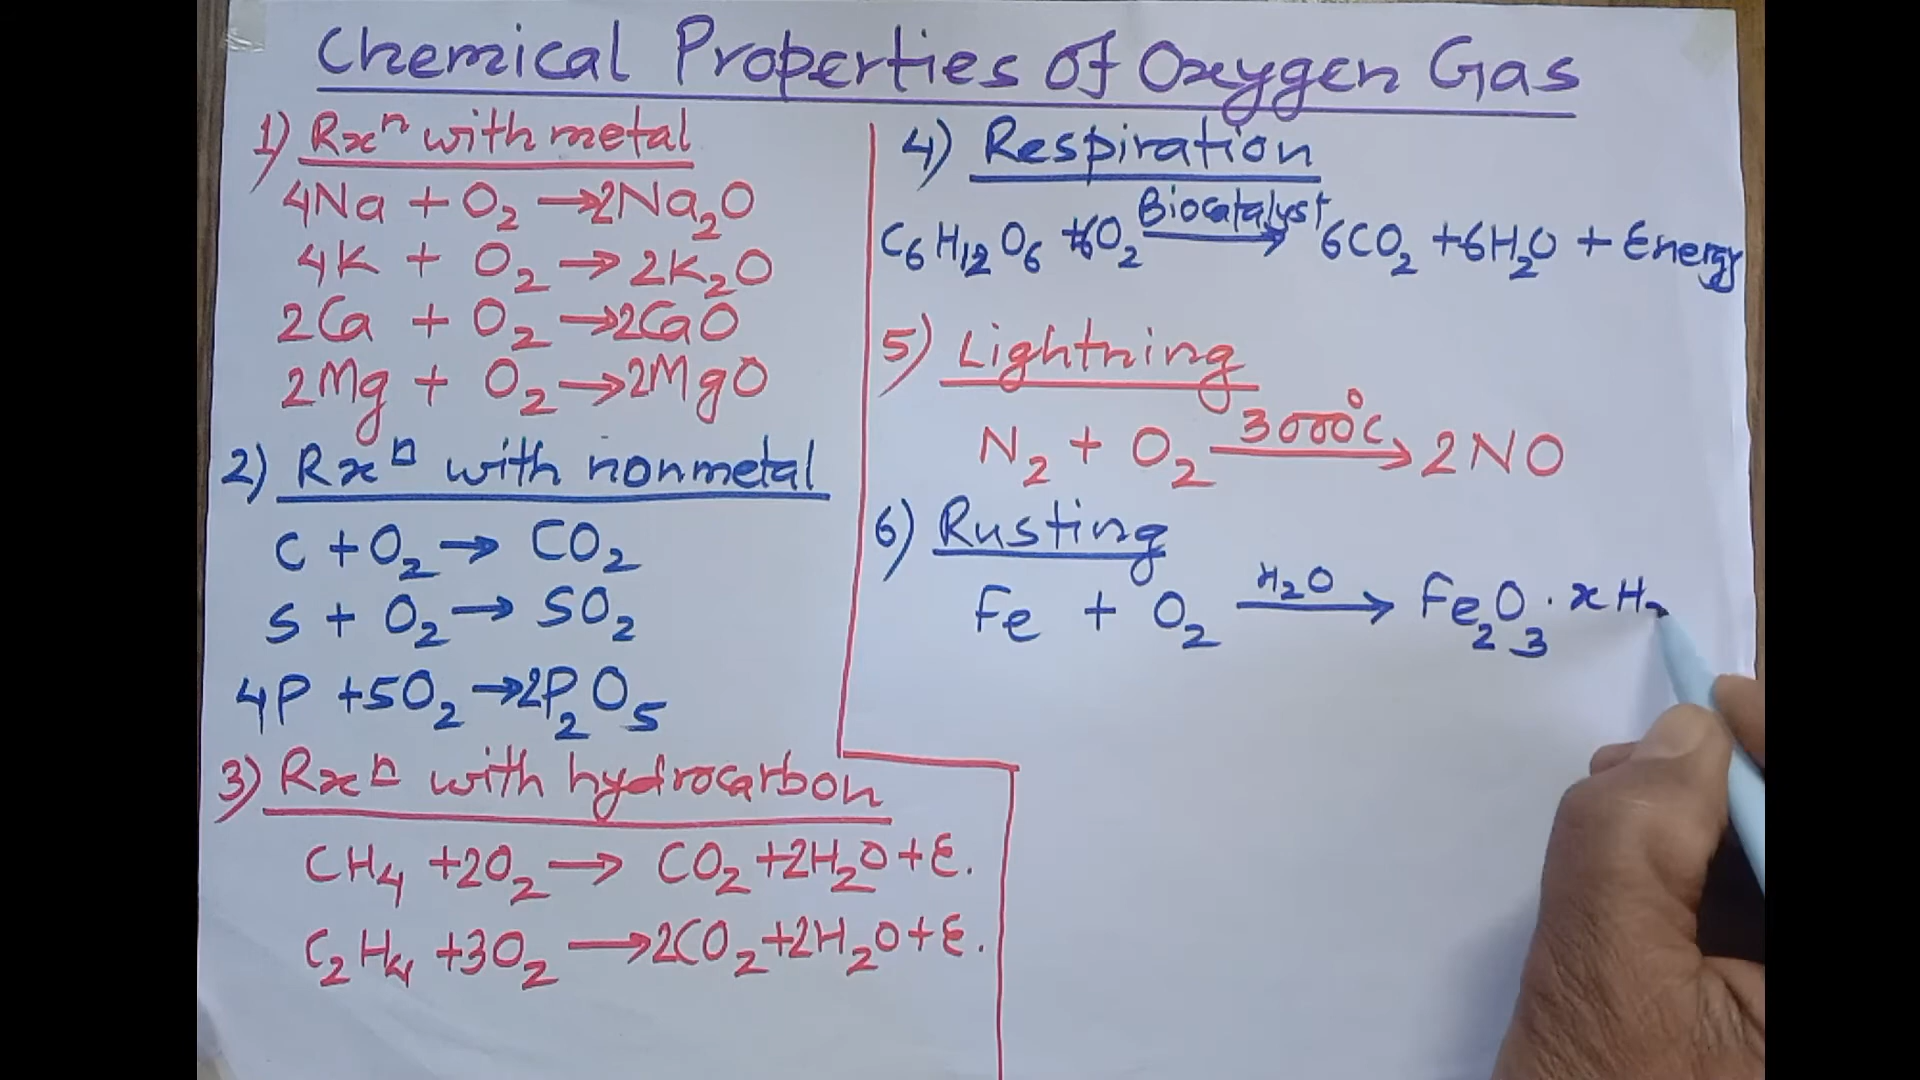 Chemical Properties of Oxygen Gas
1) Rxⁿ with metal
4Na + O₂ → 2Na₂O
4K + O₂ → 2K₂O
2Ca + O₂ → 2CaO
2Mg + O₂ → 2MgO
2) Rxⁿ with nonmetal
C + O₂ → CO₂
S + O₂ → SO₂
4P + 5O₂ → 2P₂O₅
3) Rxⁿ with hydrocarbon
CH₄ + 2O₂ → CO₂ + 2H₂O + E.
C₂H₄ + 3O₂ → 2CO₂ + 2H₂O + E.
4) Respiration
Biocatalyst
C₆H₁₂O₆ + 6O₂ → 6CO₂ + 6H₂O + Energy
5) Lightning
3000°C
N₂ + O₂ → 2NO
6) Rusting
H₂O
Fe + O₂ → Fe₂O₃ · xH₂